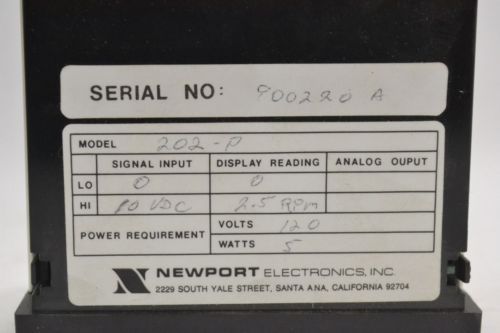 SERIAL NO: 900220 A
MODEL 202-P
SIGNAL INPUT DISPLAY READING ANALOG OUPUT
LO 0 0
HI 10 VDC 2.5 RPM
POWER REQUIREMENT VOLTS 120
WATTS 5
NEWPORT ELECTRONICS, INC.
2229 SOUTH YALE STREET, SANTA ANA, CALIFORNIA 92704